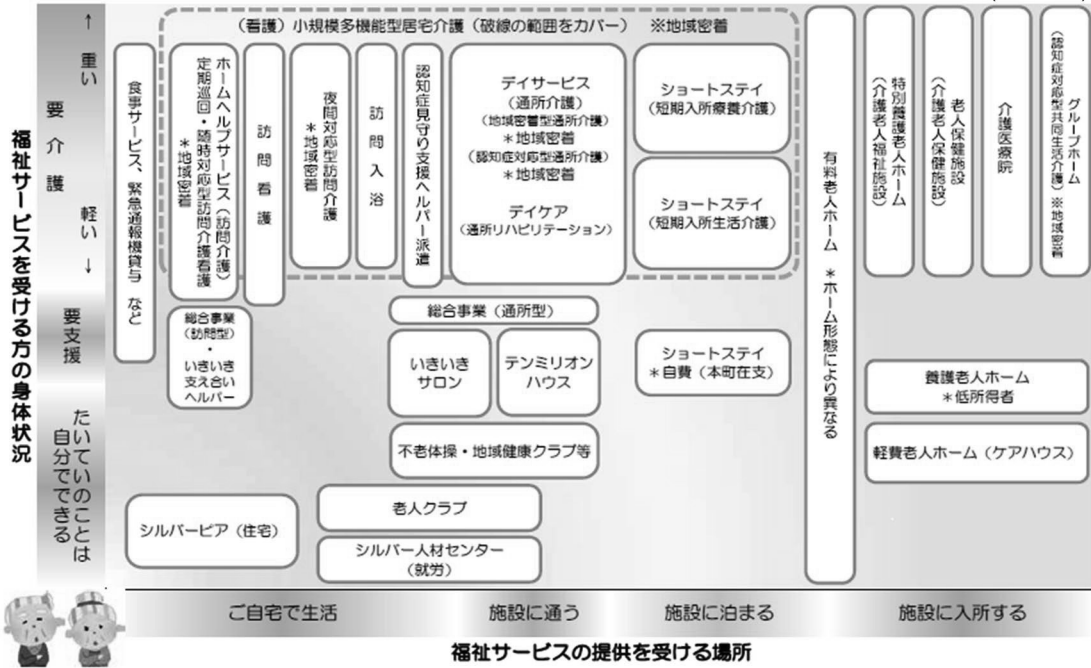 （看護）小規模多機能型居宅介護（破線の範囲をカバー）　※地域密着
↑
重い
要介護
軽い
↓
要支援
たいていのことは
自分でできる
福祉サービスを受ける方の身体状況
食事サービス、緊急通報機貸与　など
ホームヘルプサービス（訪問介護）
定期巡回・随時対応型訪問介護看護
＊地域密着
訪問看護
夜間対応型訪問介護
＊地域密着
訪問入浴
認知症見守り支援ヘルパー派遣
デイサービス
（通所介護）
（地域密着型通所介護）
＊地域密着
（認知症対応型通所介護）
＊地域密着
デイケア
（通所リハビリテーション）
ショートステイ
（短期入所療養介護）
ショートステイ
（短期入所生活介護）
有料老人ホーム　＊ホーム形態により異なる
特別養護老人ホーム
（介護老人福祉施設）
老人保健施設
（介護老人保健施設）
介護医療院
グループホーム
（認知症対応型共同生活介護）※地域密着
総合事業
（訪問型）
・
いきいき
支え合い
ヘルパー
総合事業（通所型）
いきいき
サロン
テンミリオン
ハウス
ショートステイ
＊自費（本町在支）
養護老人ホーム
＊低所得者
不老体操・地域健康クラブ等
軽費老人ホーム（ケアハウス）
シルバーピア（住宅）
老人クラブ
シルバー人材センター
（就労）
ご自宅で生活
施設に通う
施設に泊まる
施設に入所する
福祉サービスの提供を受ける場所